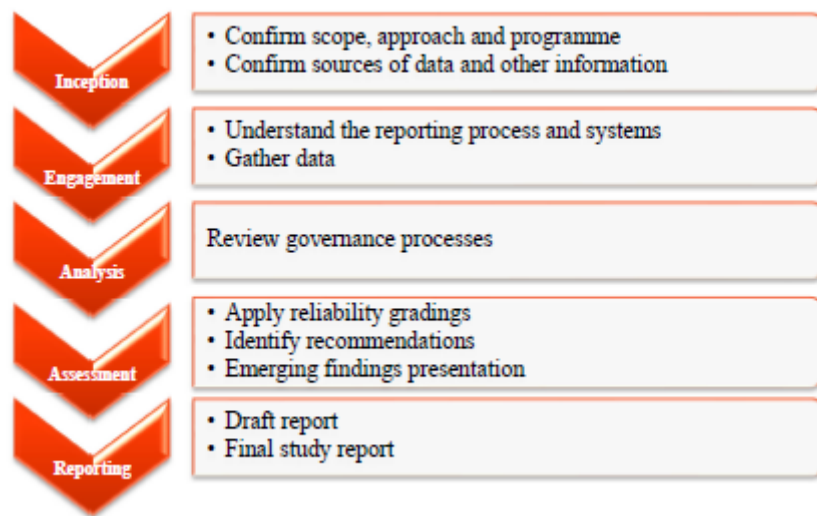 Inception
• Confirm scope, approach and programme
• Confirm sources of data and other information
Engagement
• Understand the reporting process and systems
• Gather data
Analysis
Review governance processes
Assessment
• Apply reliability gradings
• Identify recommendations
• Emerging findings presentation
Reporting
• Draft report
• Final study report